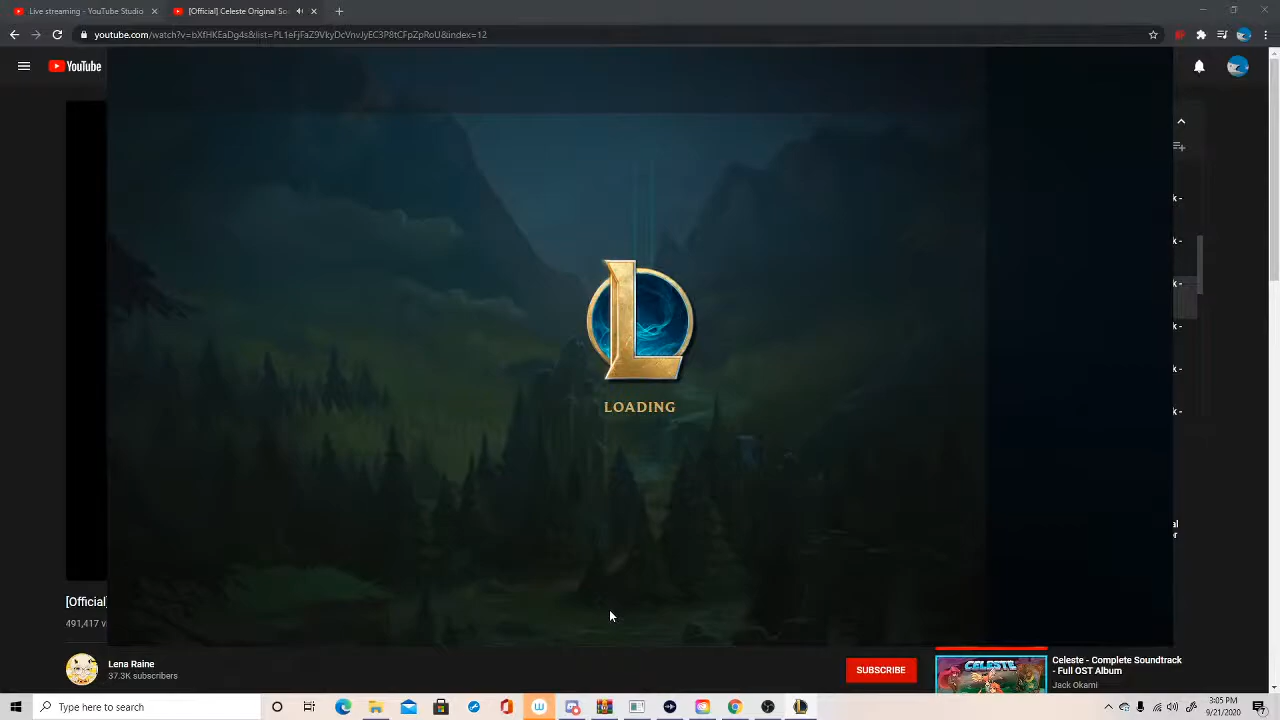 Live streaming - YouTube Studio
[Official] Celeste Original So
youtube.com/watch?v=bXfHKEaDg4s&list=PL1eFjFaZ9VkyDcVnvJyEC3P8tCFpZpRoU&index=12
YouTube
L
LOADING
[Official]
491,417 v
Lena Raine
37.3K subscribers
SUBSCRIBE
CELESTE
Celeste - Complete Soundtrack
- Full OST Album
Jack Okami
Type here to search
3:05 PM
9/21/2020